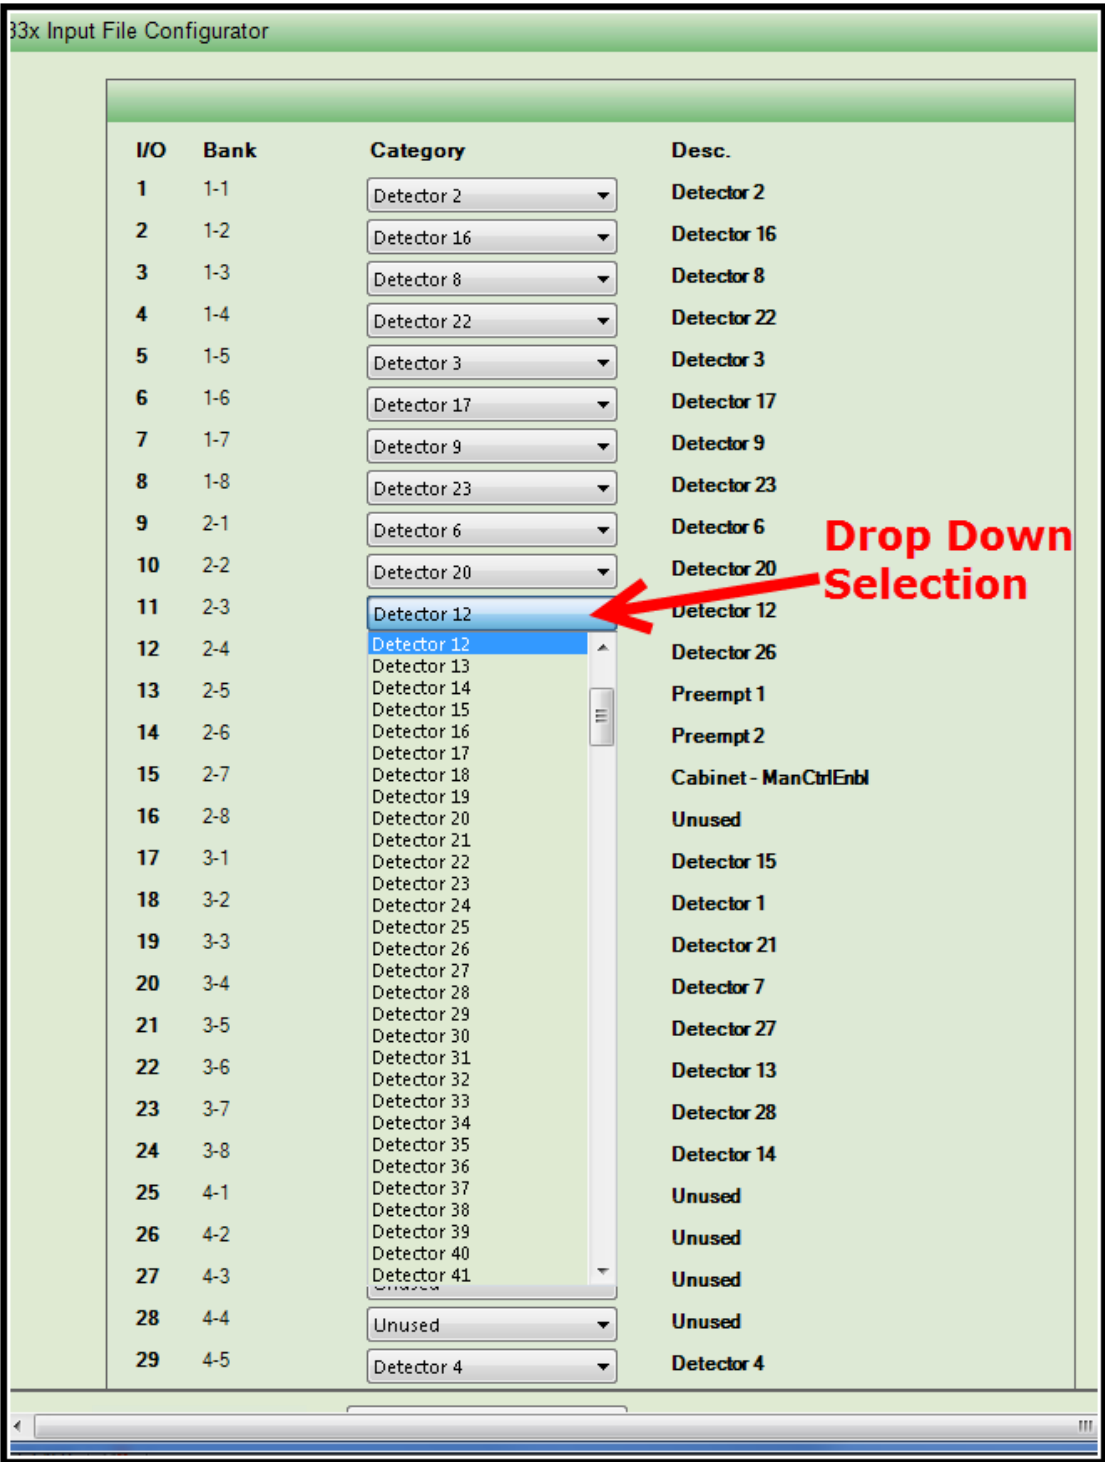 33x Input File Configurator
I/O Bank Category Desc.
1 1-1 Detector 2 Detector 2
2 1-2 Detector 16 Detector 16
3 1-3 Detector 8 Detector 8
4 1-4 Detector 22 Detector 22
5 1-5 Detector 3 Detector 3
6 1-6 Detector 17 Detector 17
7 1-7 Detector 9 Detector 9
8 1-8 Detector 23 Detector 23
9 2-1 Detector 6 Detector 6
Drop Down
10 2-2 Detector 20 Detector 20
Selection
11 2-3 Detector 12 Detector 12
12 2-4 Detector 26
13 2-5 Preempt 1
14 2-6 Preempt 2
15 2-7 Cabinet - ManCtrlEnbl
16 2-8 Unused
17 3-1 Detector 15
18 3-2 Detector 1
19 3-3 Detector 21
20 3-4 Detector 7
21 3-5 Detector 27
22 3-6 Detector 13
23 3-7 Detector 28
24 3-8 Detector 14
25 4-1 Unused
26 4-2 Unused
27 4-3 Unused Unused
Detector 12
Detector 13
Detector 14
Detector 15
Detector 16
Detector 17
Detector 18
Detector 19
Detector 20
Detector 21
Detector 22
Detector 23
Detector 24
Detector 25
Detector 26
Detector 27
Detector 28
Detector 29
Detector 30
Detector 31
Detector 32
Detector 33
Detector 34
Detector 35
Detector 36
Detector 37
Detector 38
Detector 39
Detector 40
Detector 41
28 4-4 Unused Unused
29 4-5 Detector 4 Detector 4